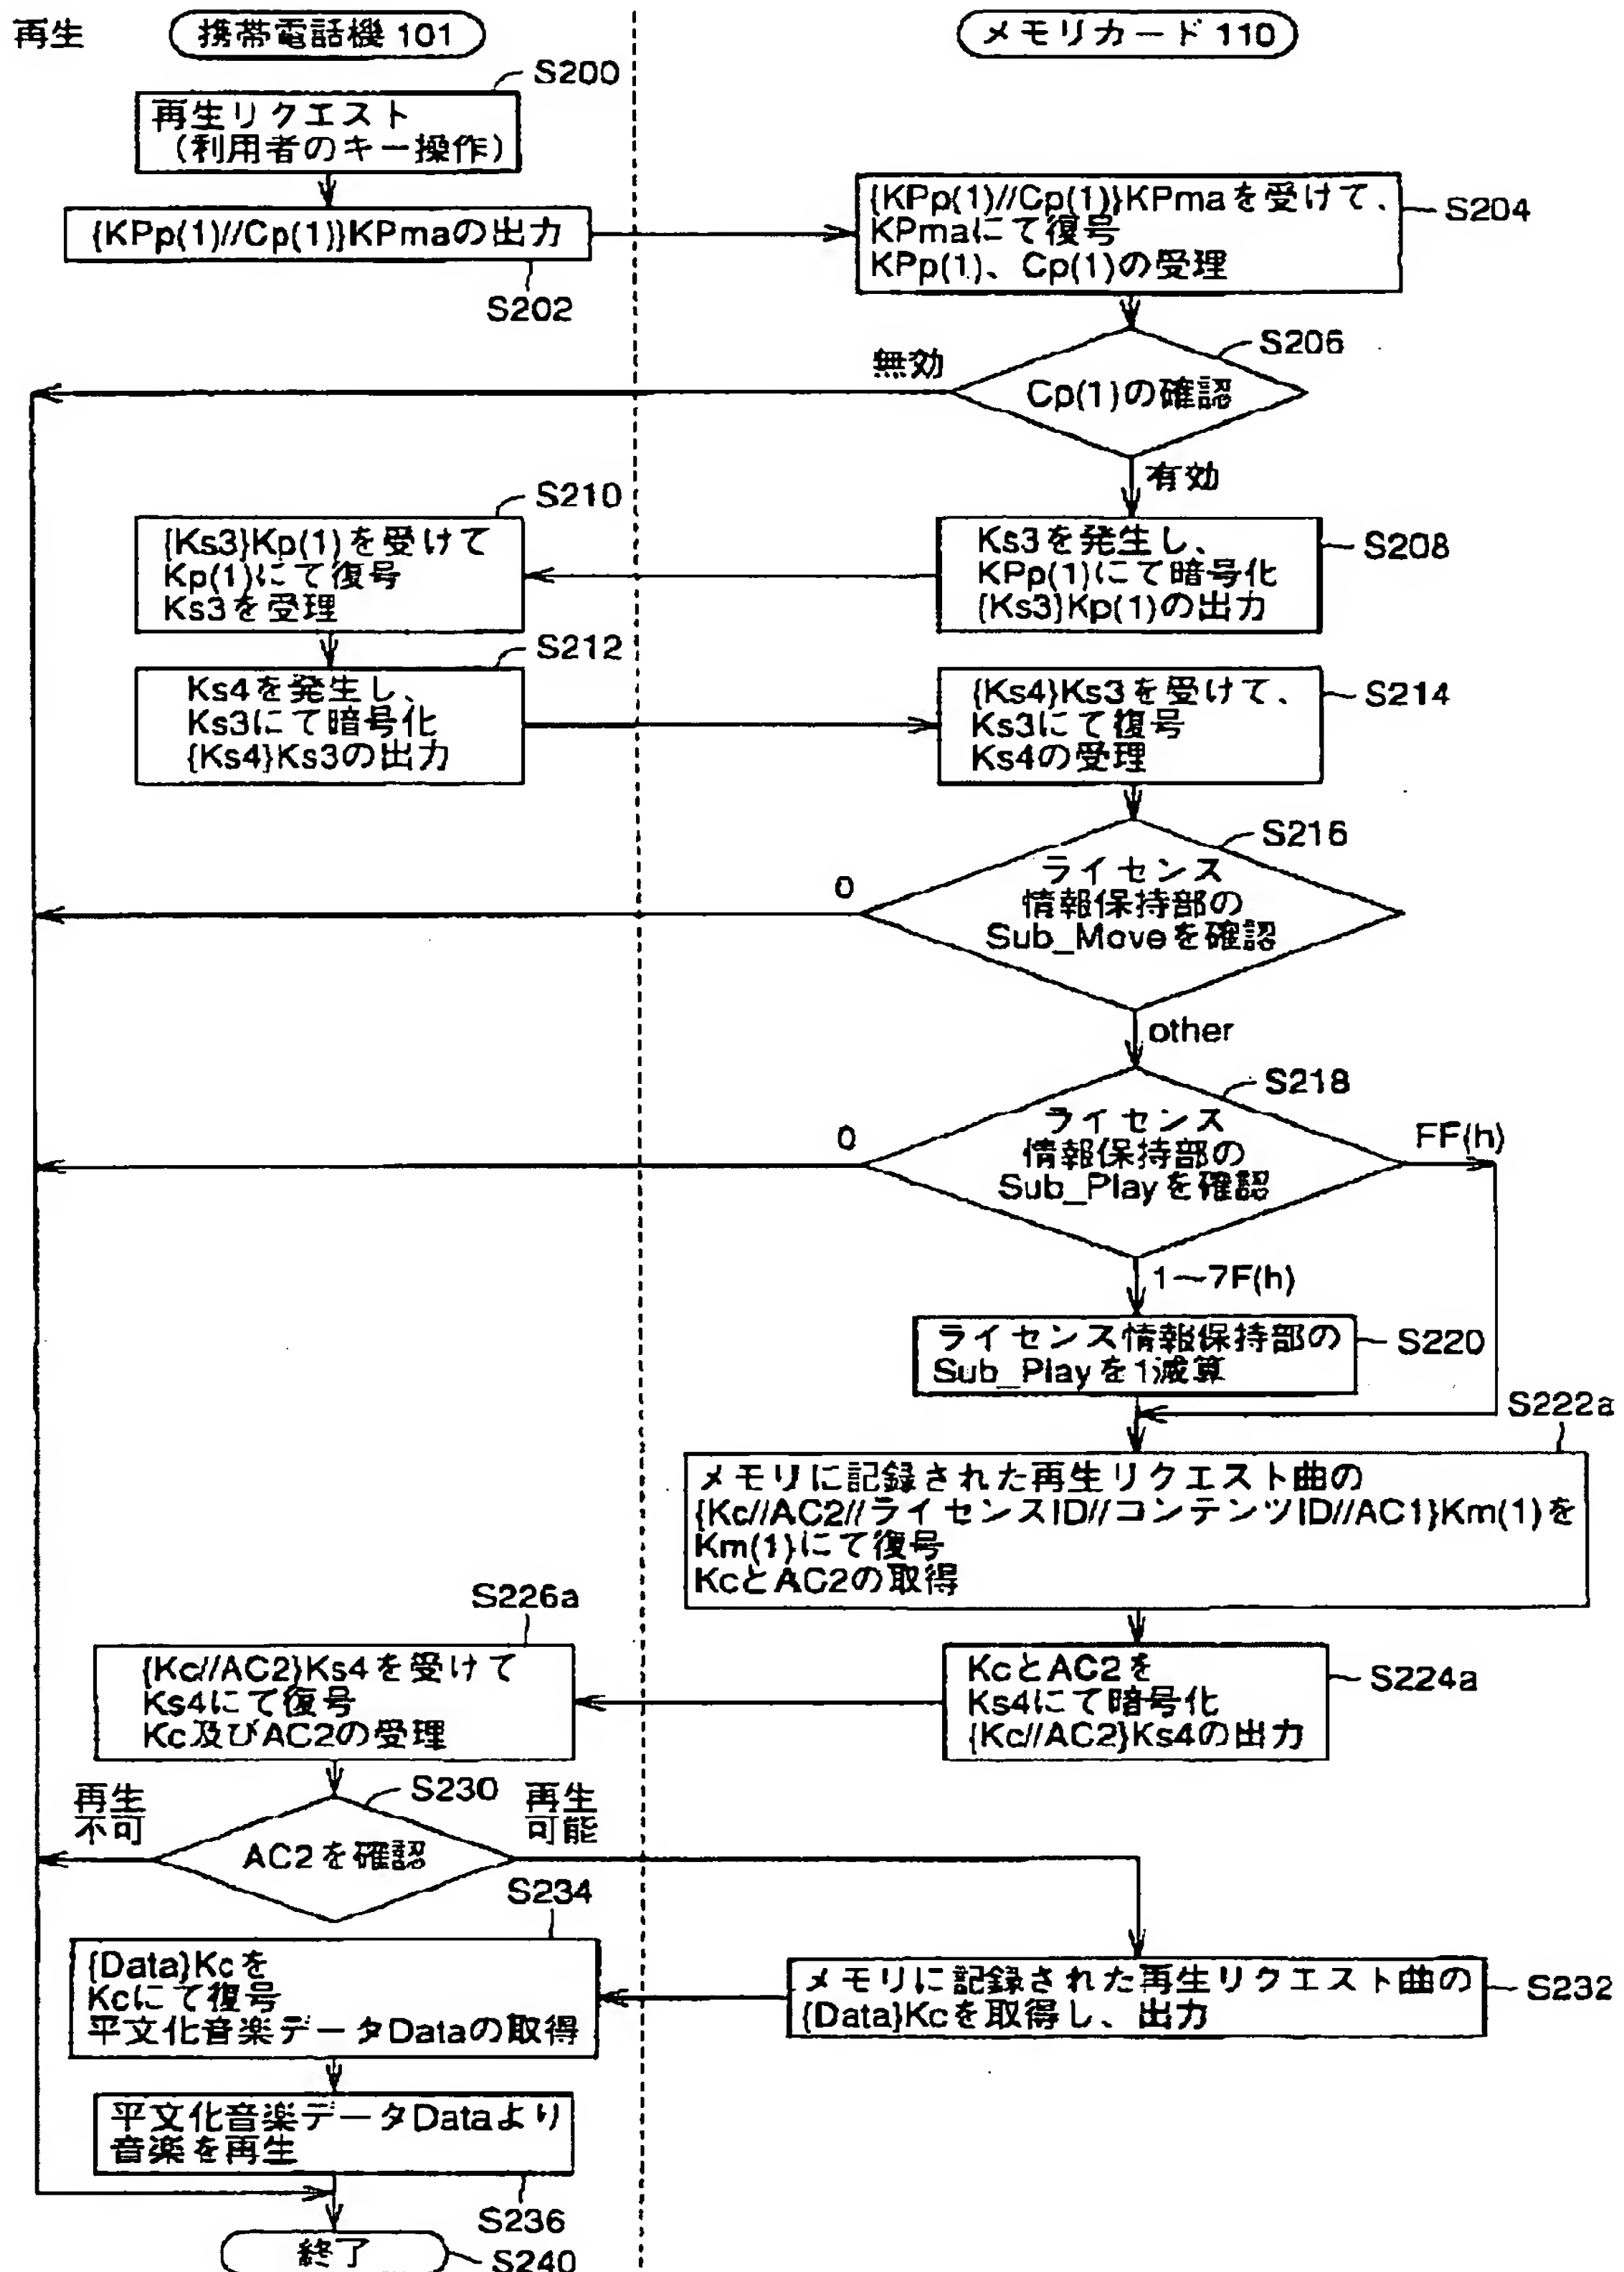 再生
携帯電話機 101
メモリカード 110
S200
再生リクエスト
(利用者のキー操作)
{KPp(1)//Cp(1)}KPmaの出力
S202
{KPp(1)//Cp(1)}KPmaを受けて、
KPmaにて復号
KPp(1)、Cp(1)の受理
S204
S206
無効
Cp(1)の確認
有効
S210
{Ks3}Kp(1)を受けて
Kp(1)にて復号
Ks3を受理
Ks3を発生し、
KPp(1)にて暗号化
{Ks3}Kp(1)の出力
S208
S212
Ks4を発生し、
Ks3にて暗号化
{Ks4}Ks3の出力
{Ks4}Ks3を受けて、
Ks3にて復号
Ks4の受理
S214
S216
0
ライセンス
情報保持部の
Sub_Moveを確認
other
S218
0
ライセンス
情報保持部の
Sub_Playを確認
FF(h)
1〜7F(h)
ライセンス情報保持部の
Sub_Playを1減算
S220
S222a
メモリに記録された再生リクエスト曲の
{Kc//AC2//ライセンスID//コンテンツID//AC1}Km(1)を
Km(1)にて復号
KcとAC2の取得
S226a
{Kc//AC2}Ks4を受けて
Ks4にて復号
Kc及びAC2の受理
KcとAC2を
Ks4にて暗号化
{Kc//AC2}Ks4の出力
S224a
S230
再生
不可
再生
可能
AC2を確認
S234
{Data}Kcを
Kcにて復号
平文化音楽データDataの取得
メモリに記録された再生リクエスト曲の
{Data}Kcを取得し、出力
S232
平文化音楽データDataより
音楽を再生
S236
終了
S240